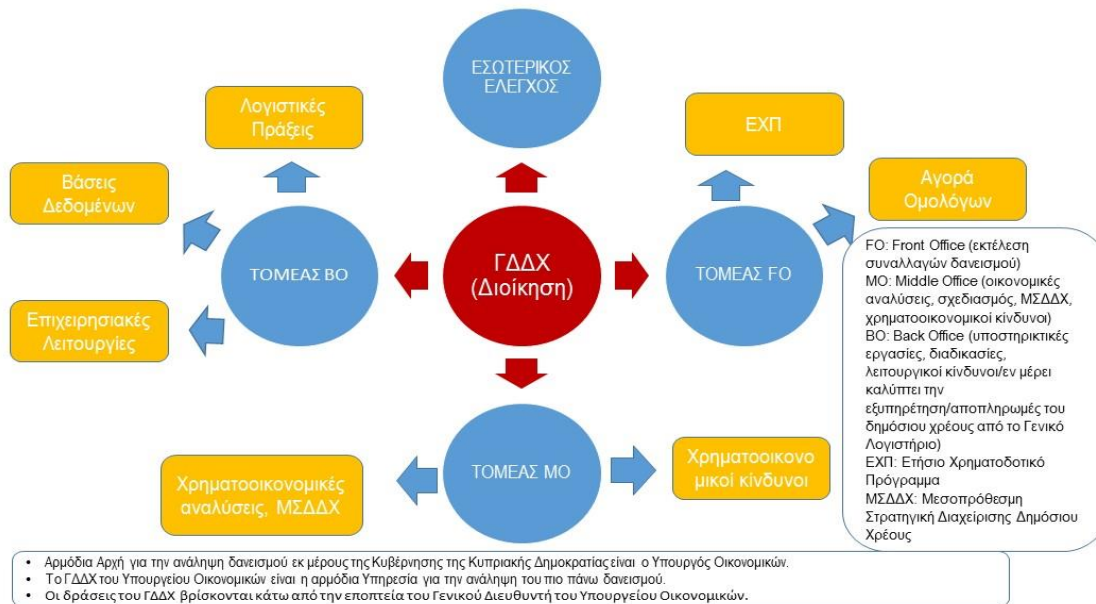 ΕΣΩΤΕΡΙΚΟΣ
ΕΛΕΓΧΟΣ
Λογιστικές
Πράξεις
ΕΧΠ
Βάσεις
Δεδομένων
Αγορά
Ομολόγων
ΤΟΜΕΑΣ BO
ΓΔΔΧ
(Διοίκηση)
ΤΟΜΕΑΣ FO
Επιχειρησιακές
Λειτουργίες
FO: Front Office (εκτέλεση
συναλλαγών δανεισμού)
MO: Middle Office (οικονομικές
αναλύσεις, σχεδιασμός, ΜΣΔΔΧ,
χρηματοοικονομικοί κίνδυνοι)
BO: Back Office (υποστηρικτικές
εργασίες, διαδικασίες,
λειτουργικοί κίνδυνοι/εν μέρει
καλύπτει την
εξυπηρέτηση/αποπληρωμές του
δημόσιου χρέους από το Γενικό
Λογιστήριο)
ΕΧΠ: Ετήσιο Χρηματοδοτικό
Πρόγραμμα
ΜΣΔΔΧ: Μεσοπρόθεσμη
Στρατηγική Διαχείρισης Δημόσιου
Χρέους
Χρηματοοικονομικές
αναλύσεις, ΜΣΔΔΧ
ΤΟΜΕΑΣ MO
Χρηματοοικονο
μικοί κίνδυνοι
• Αρμόδια Αρχή για την ανάληψη δανεισμού εκ μέρους της Κυβέρνησης της Κυπριακής Δημοκρατίας είναι ο Υπουργός Οικονομικών.
• Το ΓΔΔΧ του Υπουργείου Οικονομικών είναι η αρμόδια Υπηρεσία για την ανάληψη του πιο πάνω δανεισμού.
• Οι δράσεις του ΓΔΔΧ βρίσκονται κάτω από την εποπτεία του Γενικού Διευθυντή του Υπουργείου Οικονομικών.